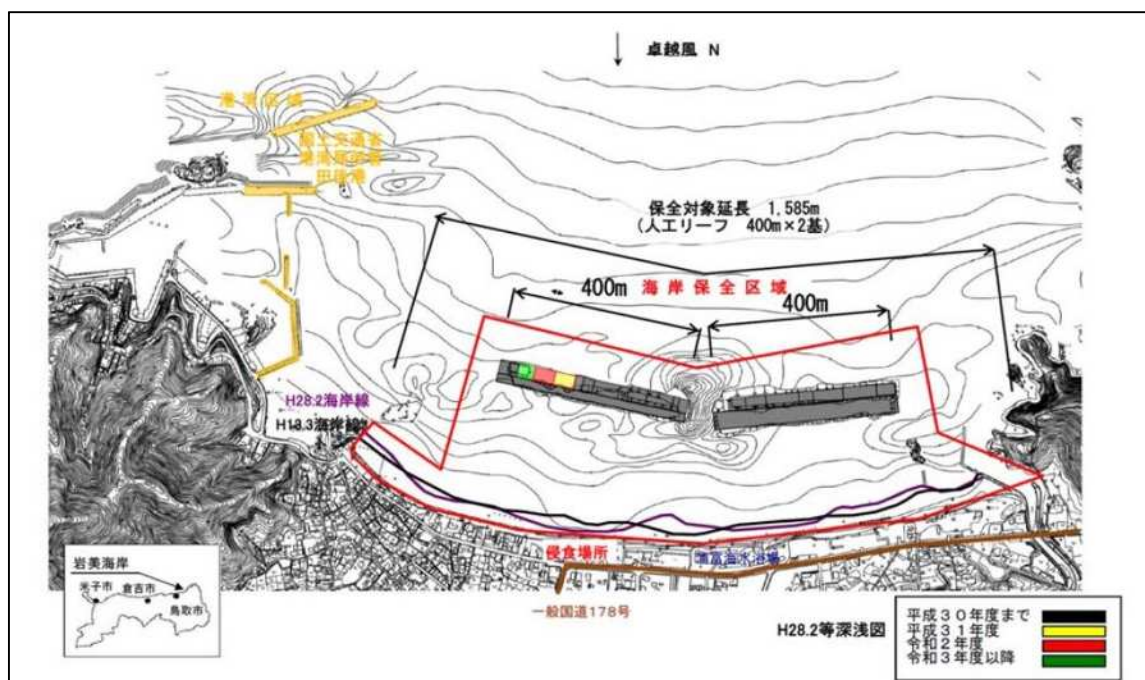 卓越風 N
港湾区域
国土交通省
田後港
保全対象延長 1,585m
(人工リーフ 400m×2基)
400m 海岸保全区域 400m
H28.2海岸線
H18.3海岸線
侵食場所
浦富海水浴場
一般国道178号
岩美海岸
米子市 倉吉市
鳥取市
H28.2等深浅図
平成30年度まで
平成31年度
令和2年度
令和3年度以降